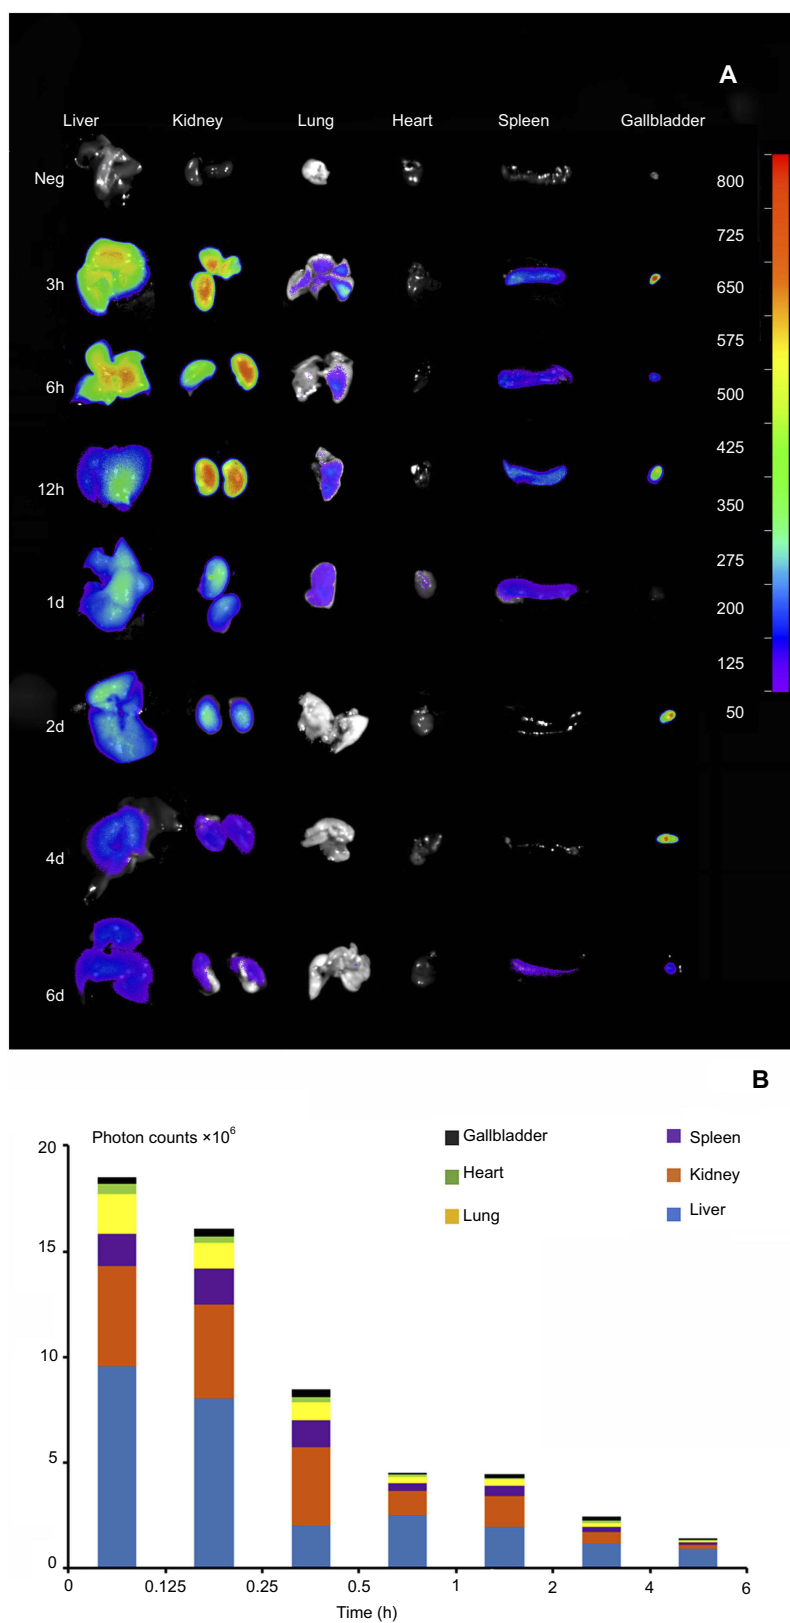 A
Liver Kidney Lung Heart Spleen Gallbladder
Neg
3h
6h
12h
1d
2d
4d
6d
800
725
650
575
500
425
350
275
200
125
50
B
Photon counts ×10⁶
Gallbladder
Heart
Lung
Spleen
Kidney
Liver
20
15
10
5
0
0 0.125 0.25 0.5 1 2 4 6
Time (h)